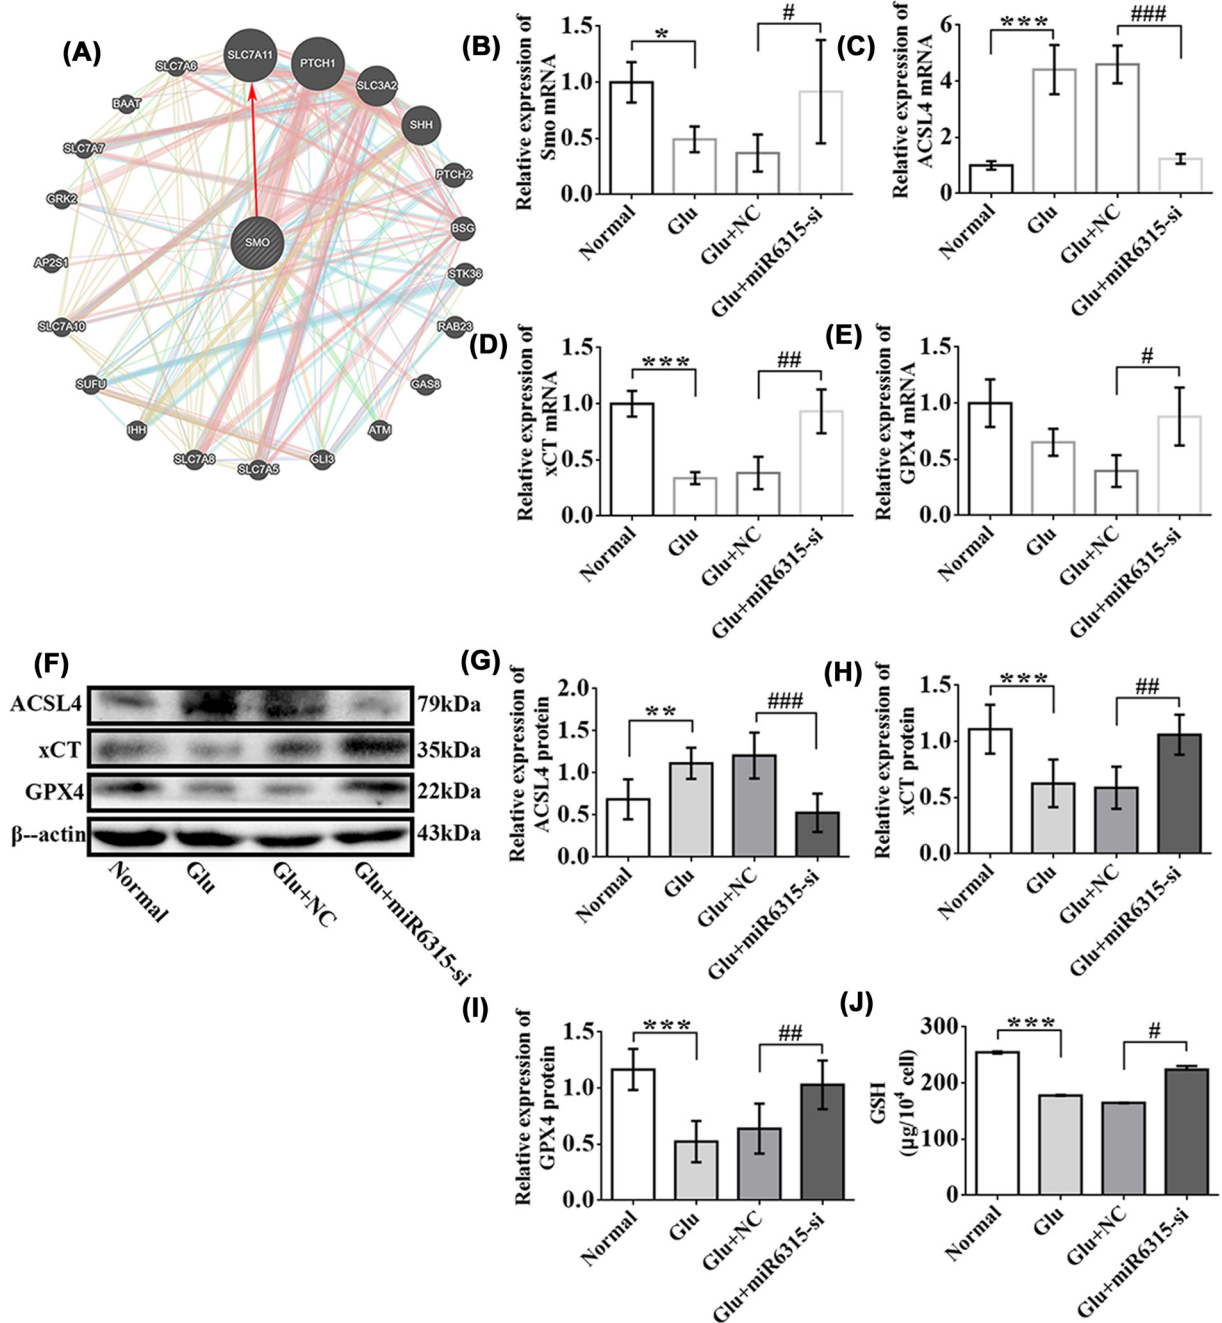 (A)
SLC7A11
PTCH1
SLC3A2
SHH
PTCH2
BSG
STK36
RAB23
GAS8
ATM
GLI3
SLC7A5
SLC7A8
IHH
SUFU
SLC7A10
AP2S1
GRK2
SLC7A7
BAAT
SLC7A6
SMO
(B)
Relative expression of
Smo mRNA
1.5
1.0
0.5
0.0
*
#
Normal
Glu
Glu+NC
Glu+miR6315-si
(C)
Relative expression of
ACSL4 mRNA
6
4
2
0
***
###
Normal
Glu
Glu+NC
Glu+miR6315-si
(D)
Relative expression of
xCT mRNA
1.5
1.0
0.5
0.0
***
##
Normal
Glu
Glu+NC
Glu+miR6315-si
(E)
Relative expression of
GPX4 mRNA
1.5
1.0
0.5
0.0
#
Normal
Glu
Glu+NC
Glu+miR6315-si
(F)
ACSL4 79kDa
xCT 35kDa
GPX4 22kDa
β--actin 43kDa
Normal
Glu
Glu+NC
Glu+miR6315-si
(G)
Relative expression of
ACSL4 protein
2.0
1.5
1.0
0.5
0.0
**
###
Normal
Glu
Glu+NC
Glu+miR6315-si
(H)
Relative expression of
xCT protein
1.5
1.0
0.5
0.0
***
##
Normal
Glu
Glu+NC
Glu+miR6315-si
(I)
Relative expression of
GPX4 protein
1.5
1.0
0.5
0.0
***
##
Normal
Glu
Glu+NC
Glu+miR6315-si
(J)
GSH
(μg/10⁴ cell)
300
200
100
0
***
#
Normal
Glu
Glu+NC
Glu+miR6315-si